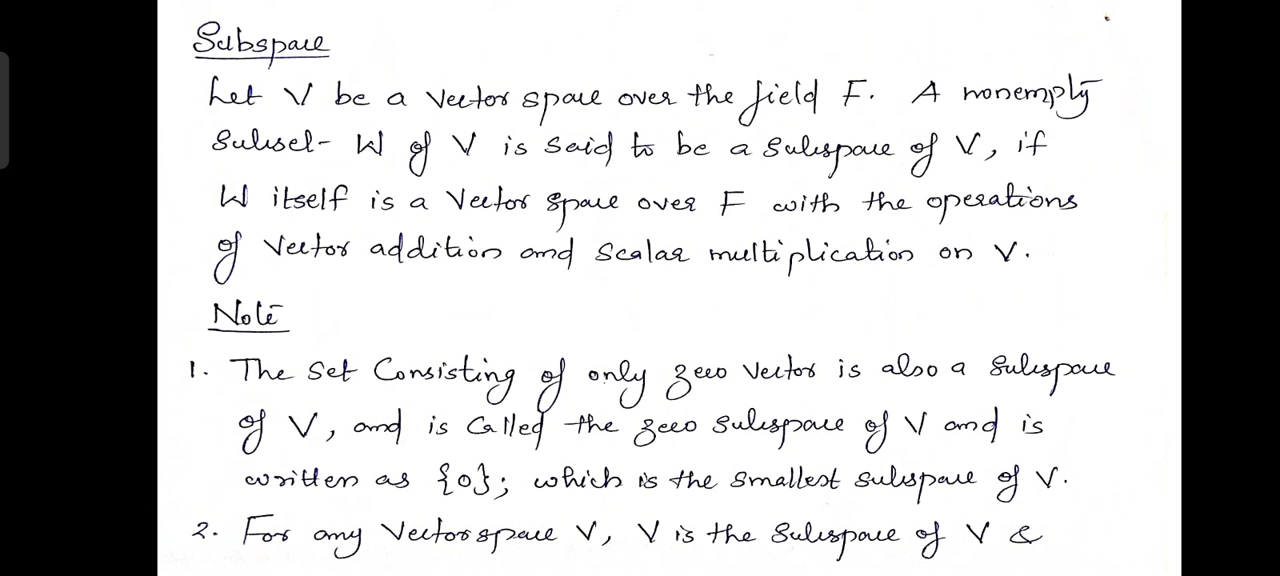 Subspace
Let V be a vector space over the field F. A nonempty
subset W of V is said to be a subspace of V, if
W itself is a vector space over F with the operations
of vector addition and scalar multiplication on V.
Note
1. The set consisting of only zero vector is also a subspace
of V, and is called the zero subspace of V and is
written as {0}; which is the smallest subspace of V.
2. For any vector space V, V is the subspace of V &